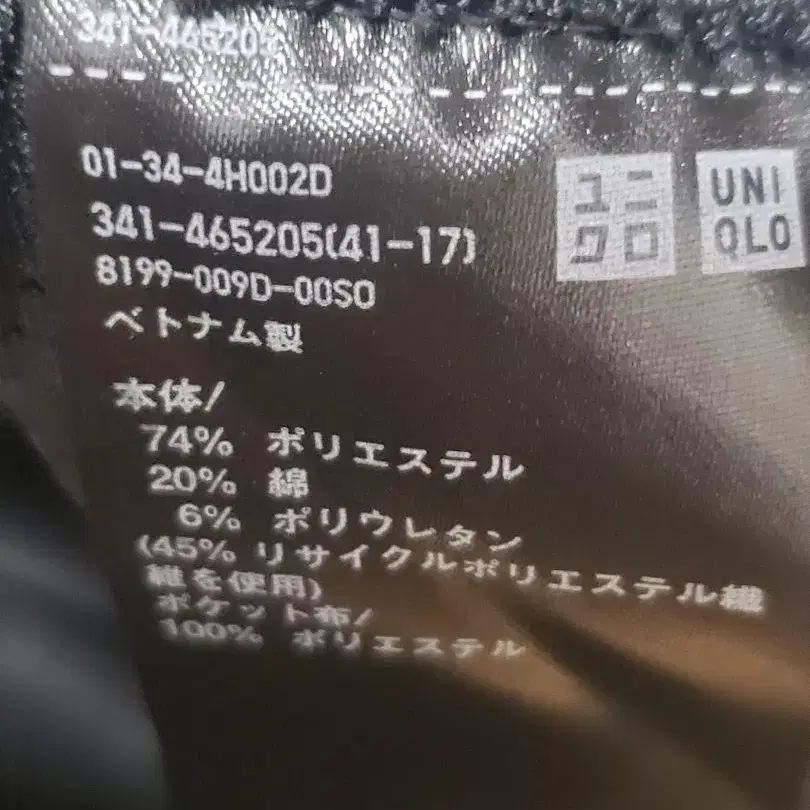 341-465205
01-34-4H002D
341-465205(41-17)
8199-009D-00S0
ベトナム製
ユニ
クロ
UNI
QLO
本体/
74% ポリエステル
20% 綿
6% ポリウレタン
(45% リサイクルポリエステル繊
維を使用)
ポケット布/
100% ポリエステル